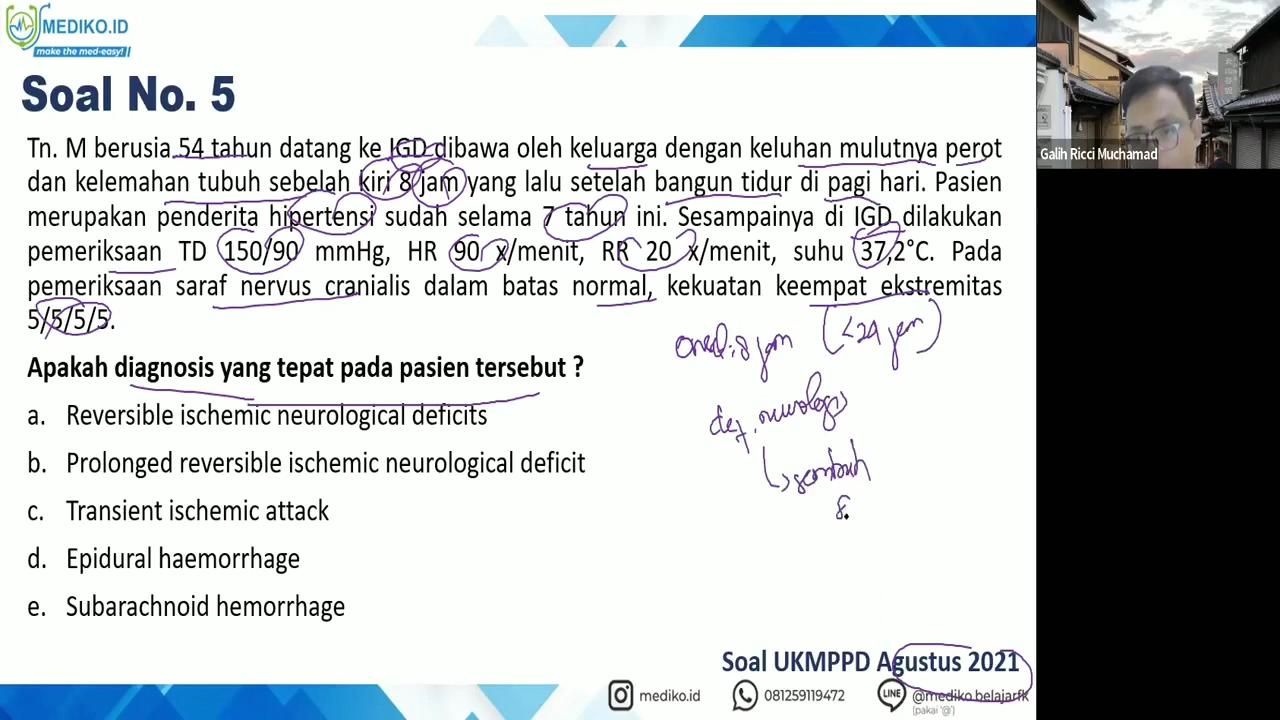 MEDIKO.ID
make the med-easy!
Soal No. 5
Galih Ricci Muchamad
Tn. M berusia 54 tahun datang ke IGD dibawa oleh keluarga dengan keluhan mulutnya perot
dan kelemahan tubuh sebelah kiri 8 jam yang lalu setelah bangun tidur di pagi hari. Pasien
merupakan penderita hipertensi sudah selama 7 tahun ini. Sesampainya di IGD dilakukan
pemeriksaan TD 150/90 mmHg, HR 90 x/menit, RR 20 x/menit, suhu 37,2°C. Pada
pemeriksaan saraf nervus cranialis dalam batas normal, kekuatan keempat ekstremitas
5/5/5/5.
(<24 jam)
Apakah diagnosis yang tepat pada pasien tersebut ?
def. neurologis
sembuh
8
a. Reversible ischemic neurological deficits
b. Prolonged reversible ischemic neurological deficit
c. Transient ischemic attack
d. Epidural haemorrhage
e. Subarachnoid hemorrhage
Soal UKMPPD Agustus 2021
mediko.id
081259119472
LINE
@mediko.belajarfk
(pakai '@')